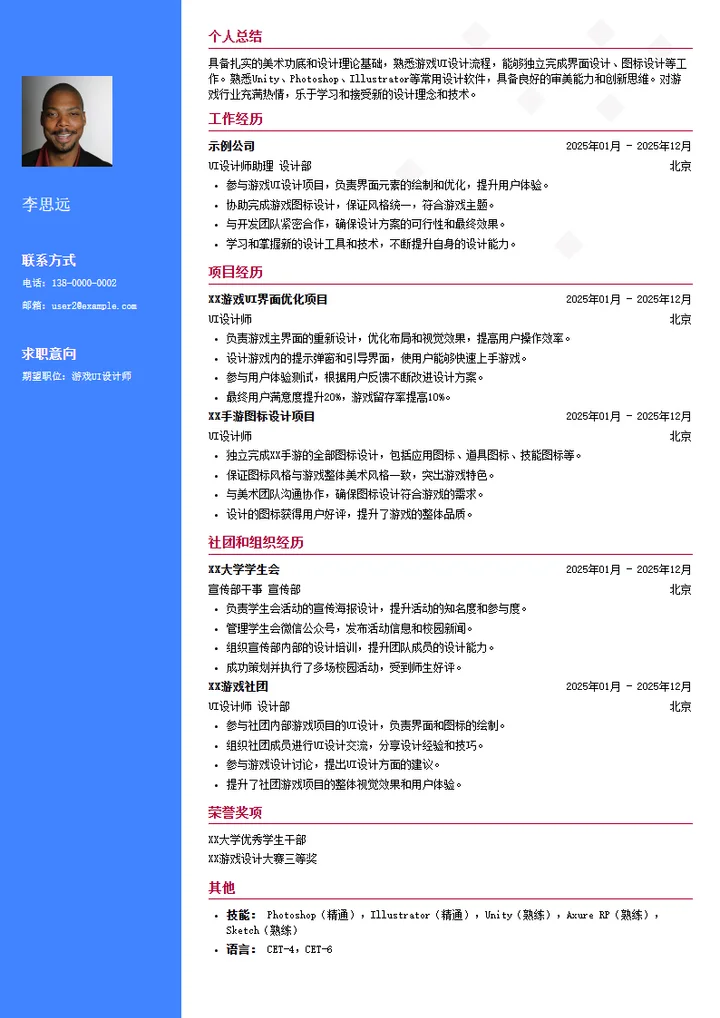 李思远
联系方式
电话：138-0000-0002
邮箱：user2@example.com
求职意向
期望职位：游戏UI设计师
个人总结
具备扎实的美术功底和设计理论基础，熟悉游戏UI设计流程，能够独立完成界面设计、图标设计等工
作。熟悉Unity、Photoshop、Illustrator等常用设计软件，具备良好的审美能力和创新思维。对游
戏行业充满热情，乐于学习和接受新的设计理念和技术。
工作经历
示例公司 2025年01月 - 2025年12月
UI设计师助理 设计部 北京
• 参与游戏UI设计项目，负责界面元素的绘制和优化，提升用户体验。
• 协助完成游戏图标设计，保证风格统一，符合游戏主题。
• 与开发团队紧密合作，确保设计方案的可行性和最终效果。
• 学习和掌握新的设计工具和技术，不断提升自身的设计能力。
项目经历
XX游戏UI界面优化项目 2025年01月 - 2025年12月
UI设计师 北京
• 负责游戏主界面的重新设计，优化布局和视觉效果，提高用户操作效率。
• 设计游戏内的提示弹窗和引导界面，使用户能够快速上手游戏。
• 参与用户体验测试，根据用户反馈不断改进设计方案。
• 最终用户满意度提升20%，游戏留存率提高10%。
XX手游图标设计项目 2025年01月 - 2025年12月
UI设计师 北京
• 独立完成XX手游的全部图标设计，包括应用图标、道具图标、技能图标等。
• 保证图标风格与游戏整体美术风格一致，突出游戏特色。
• 与美术团队沟通协作，确保图标设计符合游戏的需求。
• 设计的图标获得用户好评，提升了游戏的整体品质。
社团和组织经历
XX大学学生会 2025年01月 - 2025年12月
宣传部干事 宣传部 北京
• 负责学生会活动的宣传海报设计，提升活动的知名度和参与度。
• 管理学生会微信公众号，发布活动信息和校园新闻。
• 组织宣传部内部的设计培训，提升团队成员的设计能力。
• 成功策划并执行了多场校园活动，受到师生好评。
XX游戏社团 2025年01月 - 2025年12月
UI设计师 设计部 北京
• 参与社团内部游戏项目的UI设计，负责界面和图标的绘制。
• 组织社团成员进行UI设计交流，分享设计经验和技巧。
• 参与游戏设计讨论，提出UI设计方面的建议。
• 提升了社团游戏项目的整体视觉效果和用户体验。
荣誉奖项
XX大学优秀学生干部
XX游戏设计大赛三等奖
其他
• 技能： Photoshop（精通），Illustrator（精通），Unity（熟练），Axure RP（熟练），
Sketch（熟练）
• 语言： CET-4，CET-6